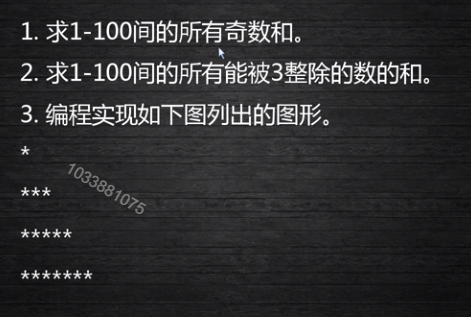 1. 求1-100间的所有奇数和。
2. 求1-100间的所有能被3整除的数的和。
3. 编程实现如下图列出的图形。
*
***
*****
*******
1033881075